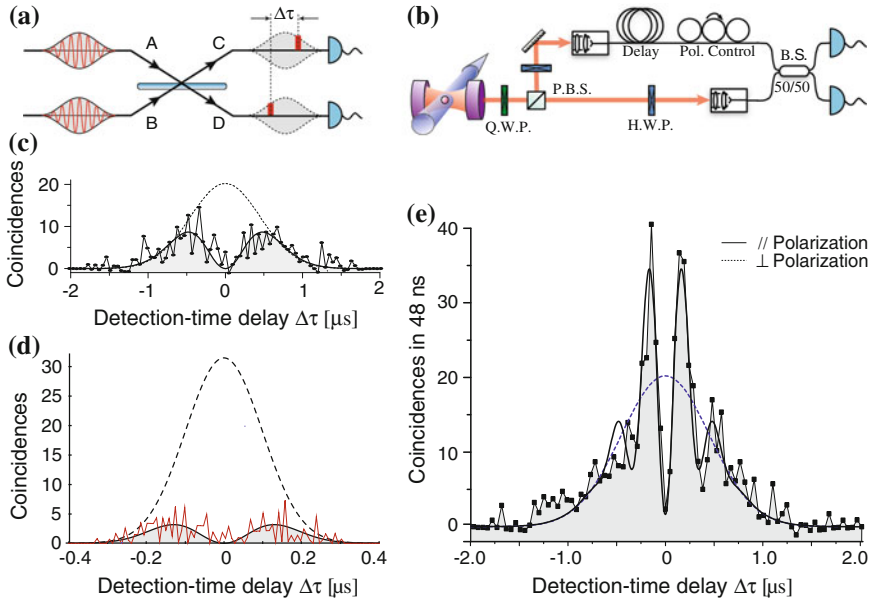 (a)
Δτ
A
C
B
D
(b)
Delay
Pol. Control
B.S.
50/50
P.B.S.
Q.W.P.
H.W.P.
(c)
Coincidences
20
10
0
-2
-1
0
1
2
Detection-time delay Δτ [μs]
(d)
Coincidences
30
25
20
15
10
5
0
-0.4
-0.2
0
0.2
0.4
Detection-time delay Δτ [μs]
(e)
Coincidences in 48 ns
40
30
20
10
0
// Polarization
⊥ Polarization
-2.0
-1.0
0
1.0
2.0
Detection-time delay Δτ [μs]